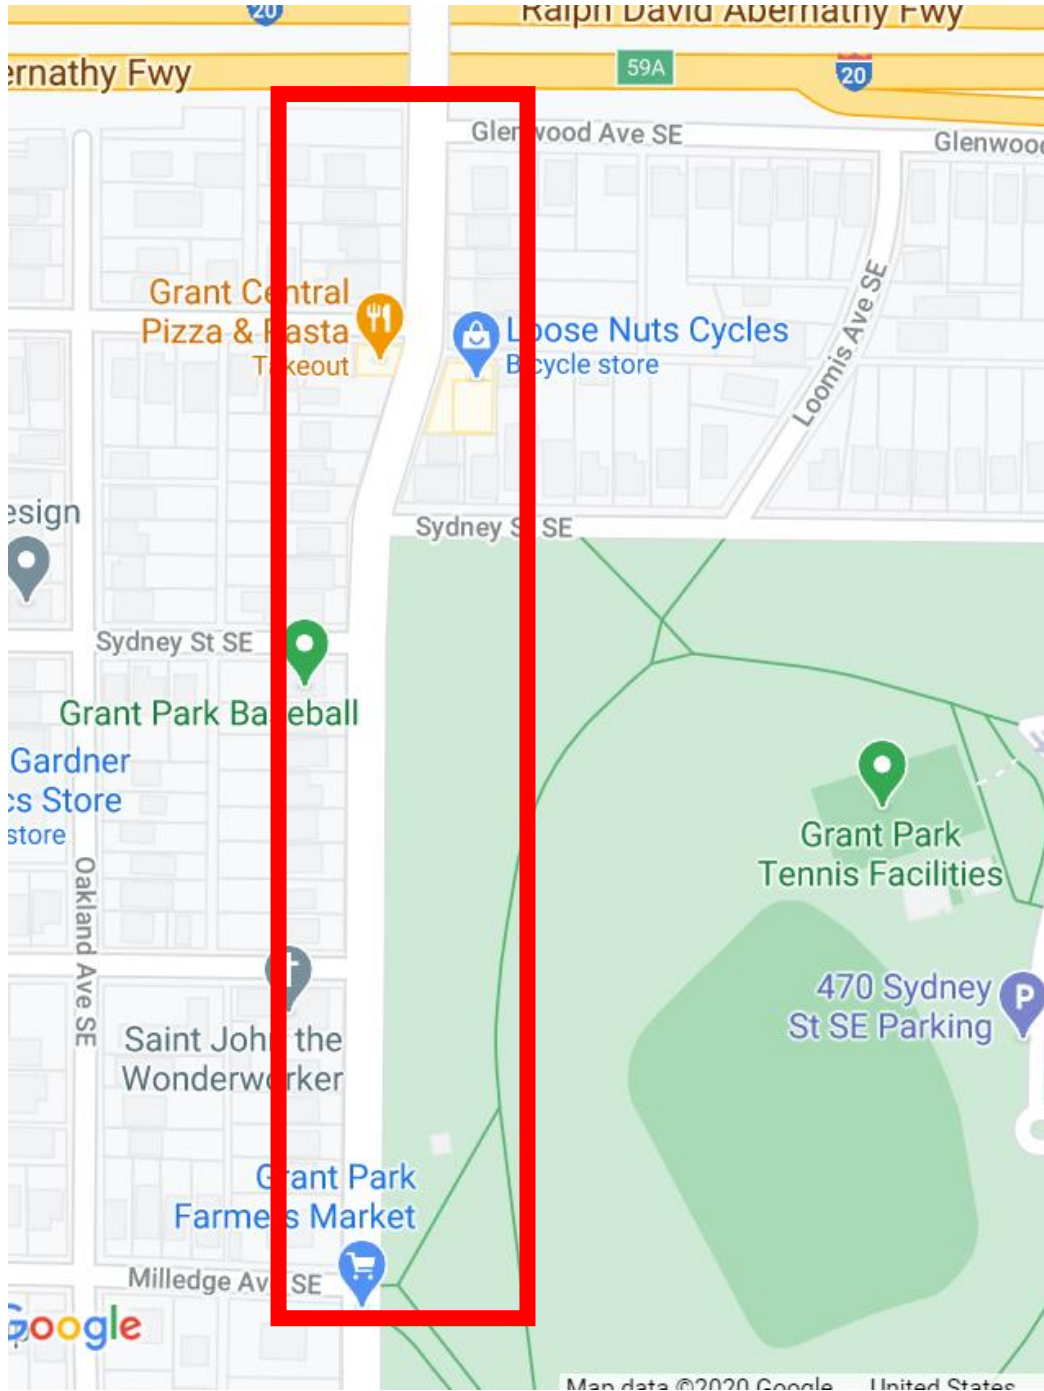 20
Ralph David Abernathy Fwy
ernathy Fwy
59A
20
Glenwood Ave SE
Glenwood
Grant Central
Pizza & Pasta
Takeout
Loose Nuts Cycles
Bicycle store
Loomis Ave SE
esign
Sydney St SE
Sydney St SE
Grant Park Baseball
Gardner
cs Store
store
Grant Park
Tennis Facilities
Oakland Ave SE
470 Sydney
St SE Parking
P
Saint John the
Wonderworker
Grant Park
Farmers Market
Milledge Ave SE
Google
Map data ©2020 Google
United States